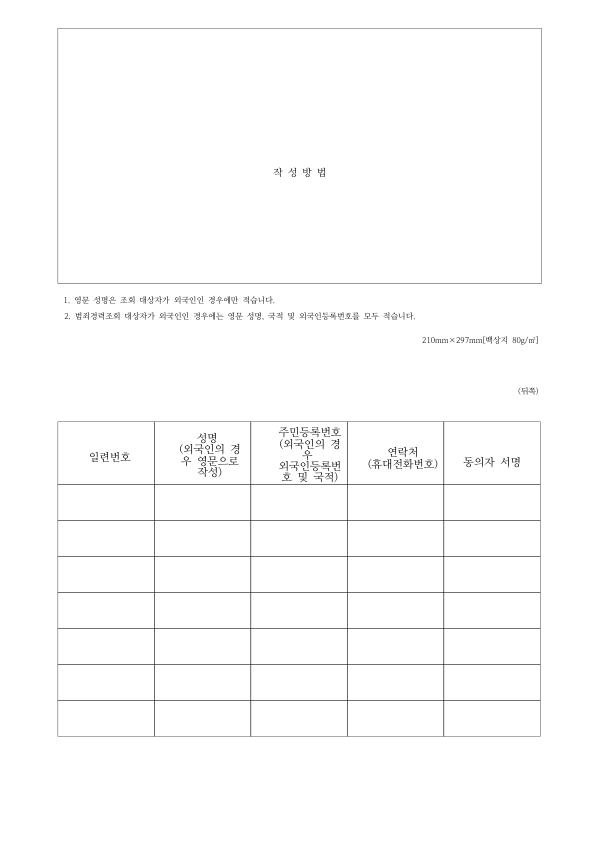 작 성 방 법
1. 영문 성명은 조회 대상자가 외국인인 경우에만 적습니다.
2. 범죄경력조회 대상자가 외국인인 경우에는 영문 성명, 국적 및 외국인등록번호를 모두 적습니다.
210mm×297mm[백상지 80g/㎡]
(뒤쪽)
일련번호
성명
(외국인의 경
우 영문으로
작성)
주민등록번호
(외국인의 경
우
외국인등록번
호 및 국적)
연락처
(휴대전화번호)
동의자 서명